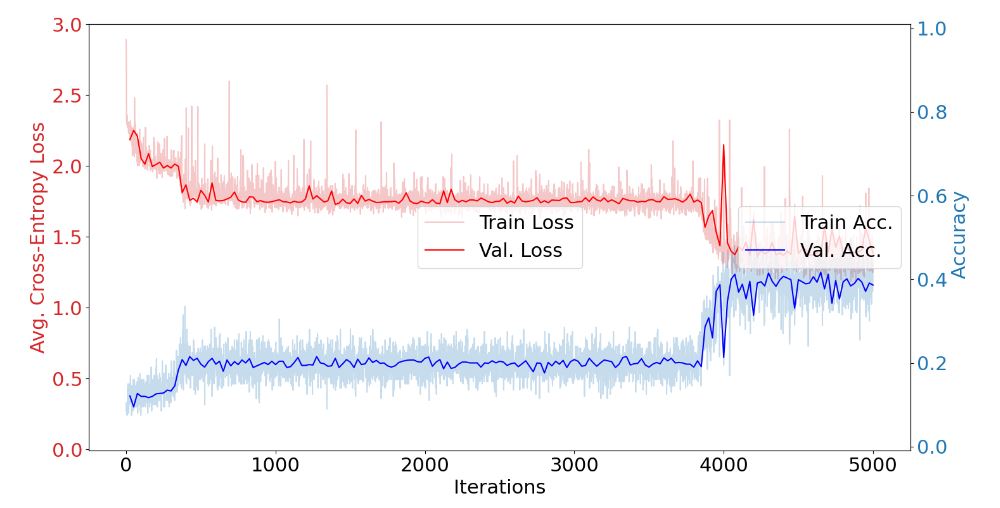 3.0
2.5
2.0
1.5
1.0
0.5
0.0
Avg. Cross-Entropy Loss
Train Loss
Val. Loss
Train Acc.
Val. Acc.
1.0
0.8
0.6
0.4
0.2
0.0
Accuracy
0 1000 2000 3000 4000 5000
Iterations